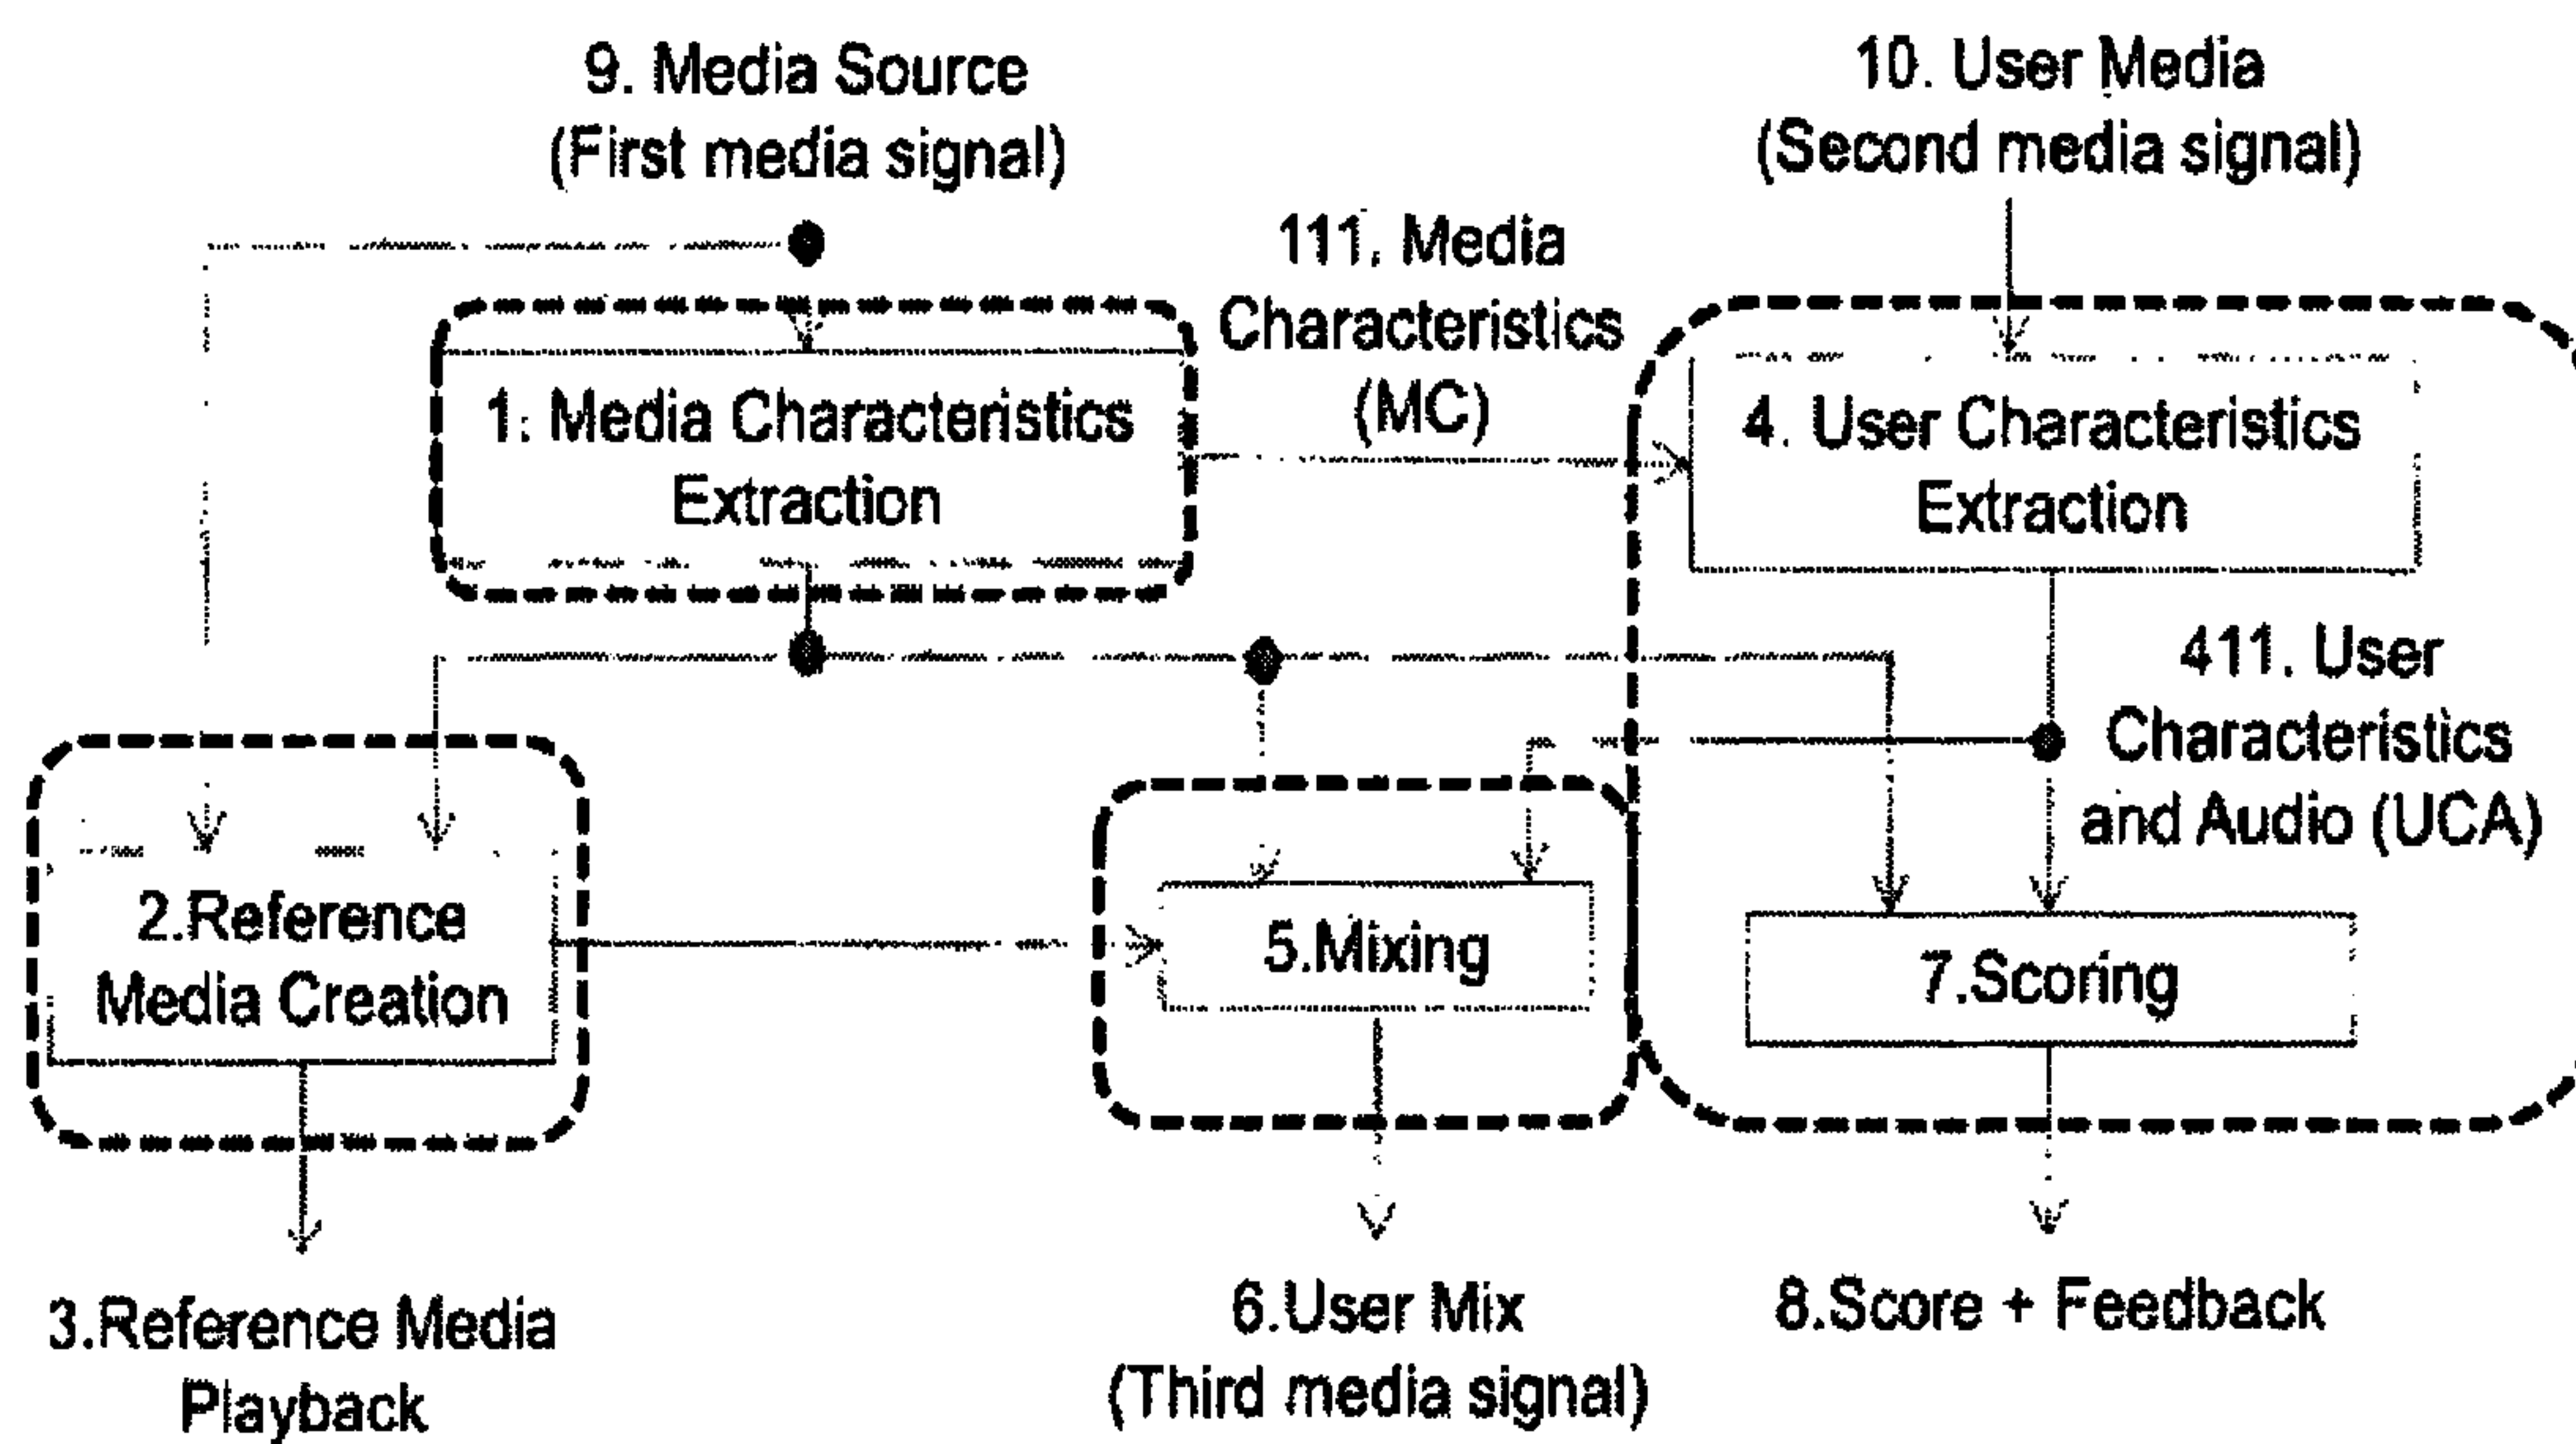 9. Media Source
(First media signal)
10. User Media
(Second media signal)
111. Media
Characteristics
(MC)
1. Media Characteristics
Extraction
4. User Characteristics
Extraction
411. User
Characteristics
and Audio (UCA)
2.Reference
Media Creation
5.Mixing
7.Scoring
3.Reference Media
Playback
6.User Mix
(Third media signal)
8.Score + Feedback